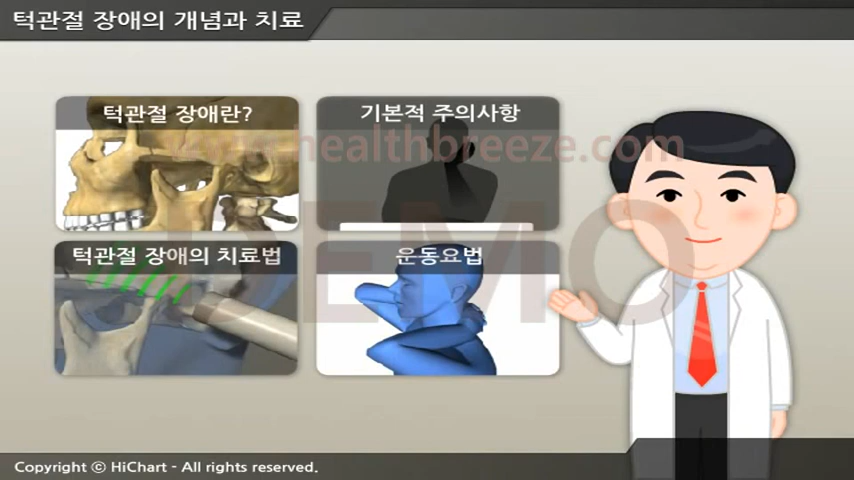 턱관절 장애의 개념과 치료
턱관절 장애란?
기본적 주의사항
www.healthbreeze.com
턱관절 장애의 치료법
운동요법
DEMO
Copyright ⓒ HiChart - All rights reserved.